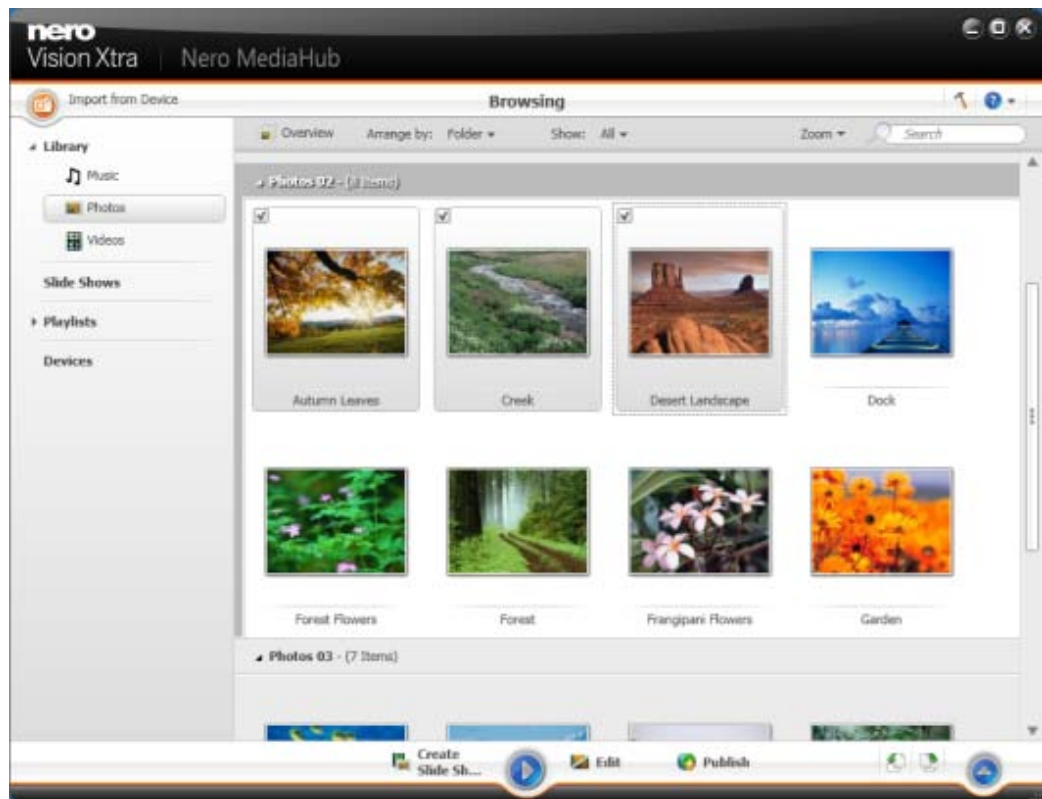 nero
Vision Xtra | Nero MediaHub
Import from Device
Browsing
Overview Arrange by: Folder Show: All Zoom Search
Library
Music
Photos
Videos
Slide Shows
Playlists
Devices
Photos 02 - (8 Items)
Autumn Leaves Creek Desert Landscape Dock
Forest Flowers Forest Frangipani Flowers Garden
Photos 03 - (7 Items)
Create
Slide Sh... Edit Publish